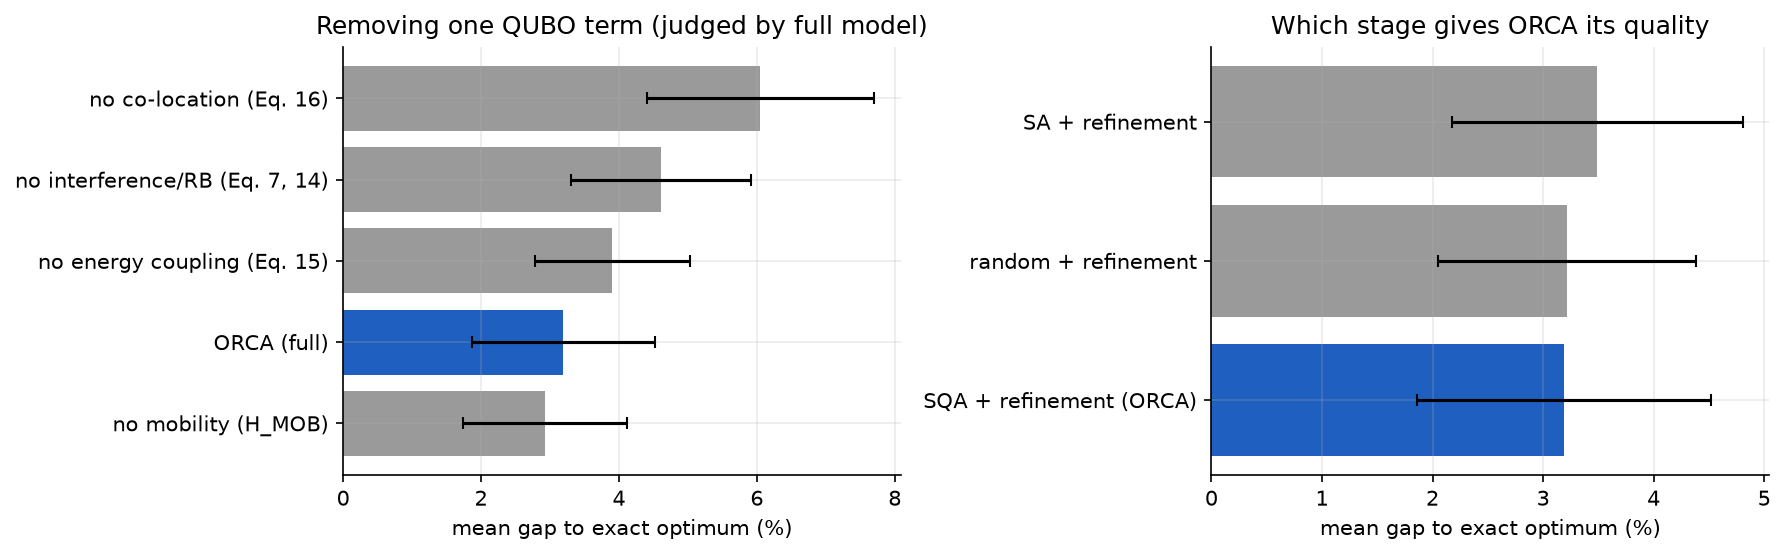 Removing one QUBO term (judged by full model)
no co-location (Eq. 16)
no interference/RB (Eq. 7, 14)
no energy coupling (Eq. 15)
ORCA (full)
no mobility (H_MOB)
0 2 4 6 8
mean gap to exact optimum (%)
Which stage gives ORCA its quality
SA + refinement
random + refinement
SQA + refinement (ORCA)
0 1 2 3 4 5
mean gap to exact optimum (%)